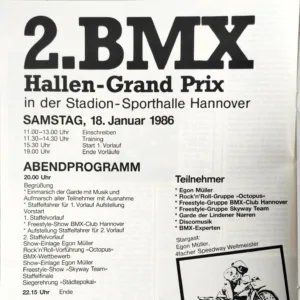 2.BMX
Hallen-Grand Prix
in der Stadion-Sporthalle Hannover
SAMSTAG, 18. Januar 1986
11.00–13.00 Uhr Einschreiben
11.30–14.30 Uhr Training
15.30 Uhr Start 1. Vorlauf
19.00 Uhr Ende Vorläufe
ABENDPROGRAMM
20.00 Uhr
Begrüßung
* Einmarsch der Garde mit Musik und
Aufmarsch aller Teilnehmer mit Ausnahme
* Staffelfahrer für 1. Vorlauf Aufstellung
Vorstart
1. Staffelvorlauf
* Freestyle-Show BMX-Club Hannover
* Aufstellung Staffelfahrer für 2.
Staffelvorlauf
2. Staffelvorlauf
Show-Einlage Egon Müller
Rock'n'Roll-Vorführung «Octopus»
BMX-Wettbewerb
Show-Einlage Egon Müller
Freestyle-Show «Skyway Team»
Staffelfinale
Siegerehrung «Städtepokal»
22.15 Uhr Ende
Teilnehmer
* Egon Müller
* Rock'n'Roll-Gruppe «Octopus»
* Freestyle-Gruppe BMX-Club Hannover
* Freestyle-Gruppe Skyway Team
* Garde der Lindener Narren
* Discomusik
* BMX-Experten
Stargast:
Egon Müller,
facher Speedway Weltmeister